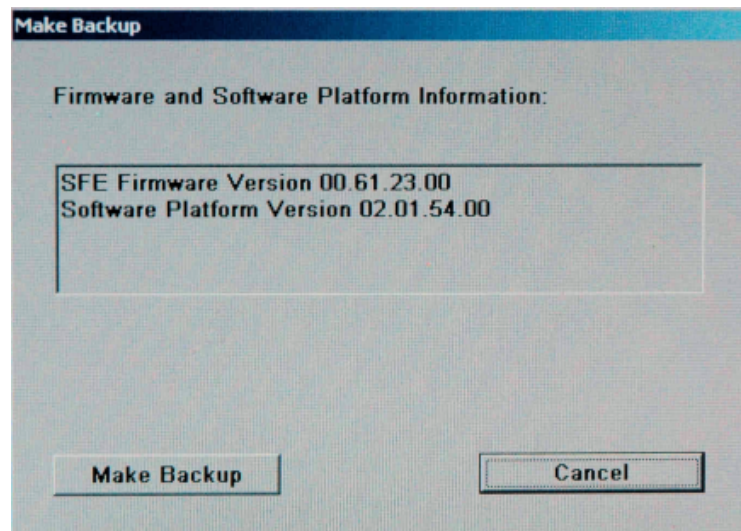 Make Backup
Firmware and Software Platform Information:
SFE Firmware Version 00.61.23.00
Software Platform Version 02.01.54.00
Make Backup
Cancel